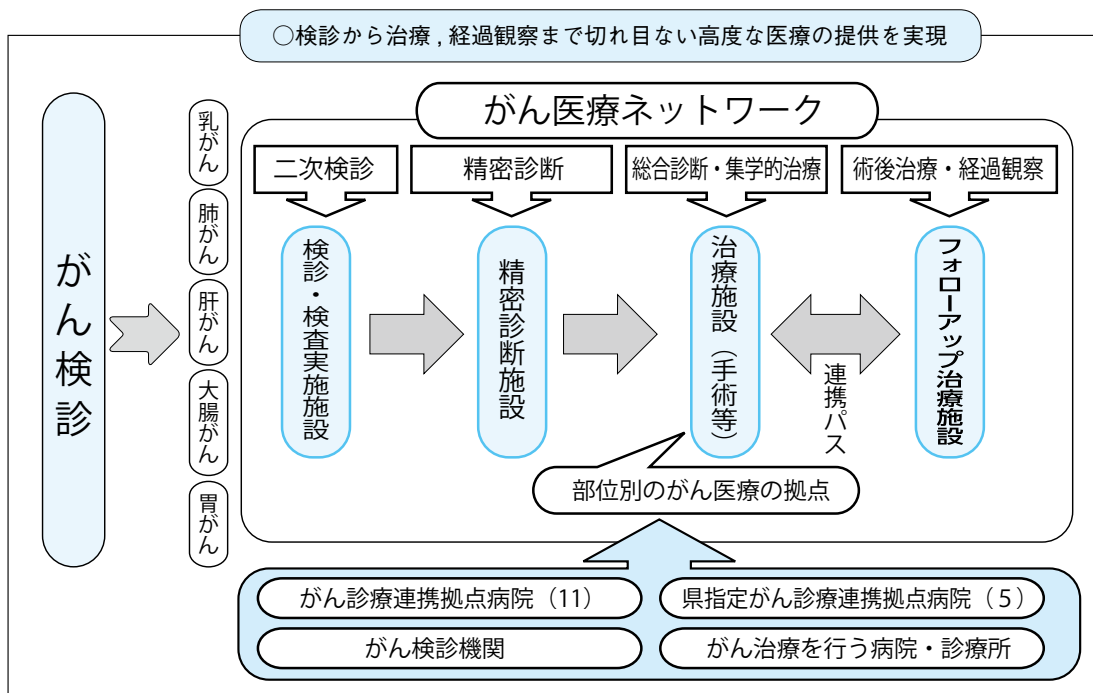 ○検診から治療,経過観察まで切れ目ない高度な医療の提供を実現
がん検診
乳がん
肺がん
肝がん
大腸がん
胃がん
がん医療ネットワーク
二次検診
精密診断
総合診断・集学的治療
術後治療・経過観察
検診・検査実施施設
精密診断施設
治療施設(手術等)
連携パス
フォローアップ治療施設
部位別のがん医療の拠点
がん診療連携拠点病院(11)
県指定がん診療連携拠点病院(5)
がん検診機関
がん治療を行う病院・診療所